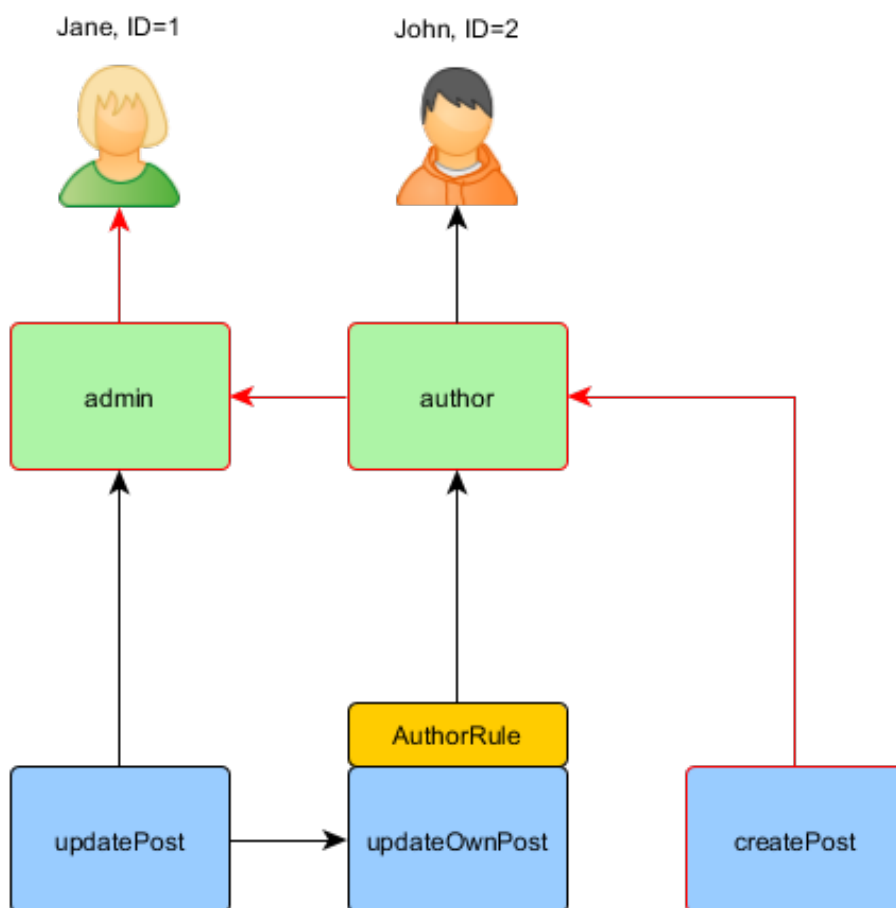 Jane, ID=1
John, ID=2
admin
author
AuthorRule
updatePost
updateOwnPost
createPost